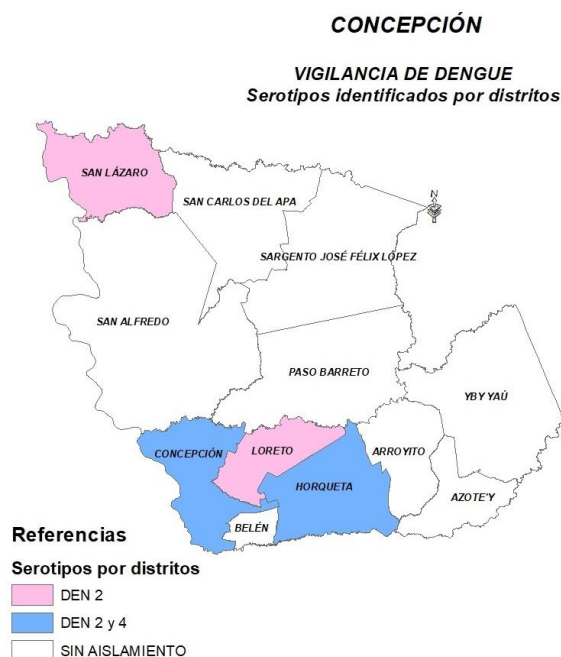 CONCEPCIÓN
VIGILANCIA DE DENGUE
Serotipos identificados por distritos
SAN LÁZARO
SAN CARLOS DEL APA
N
SARGENTO JOSÉ FÉLIX LÓPEZ
SAN ALFREDO
PASO BARRETO
YBY YAÚ
CONCEPCIÓN
LORETO
ARROYITO
HORQUETA
AZOTE'Y
BELÉN
Referencias
Serotipos por distritos
DEN 2
DEN 2 y 4
SIN AISLAMIENTO